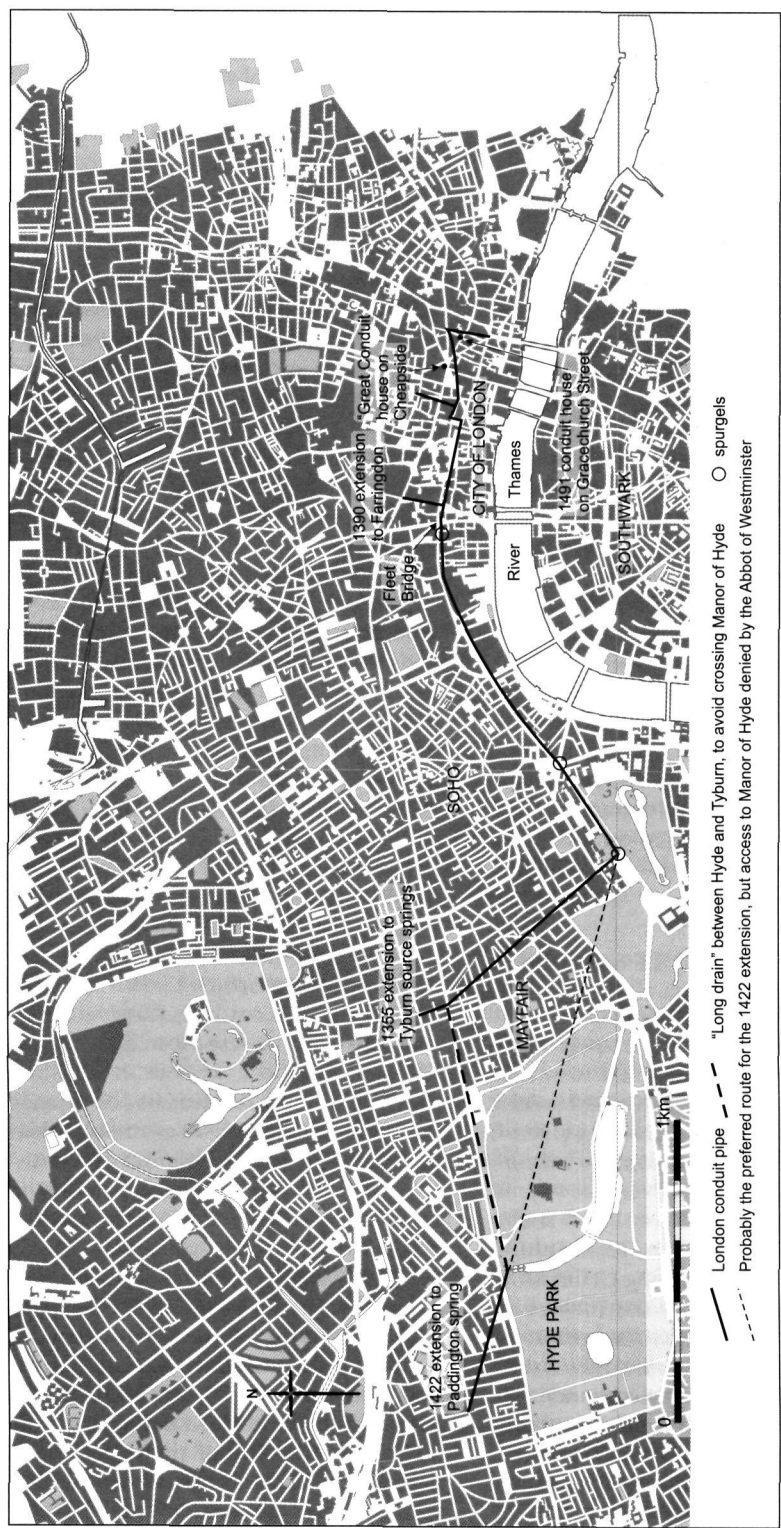 1422 extension to
Paddington spring
HYDE PARK
N
0
1km
1355 extension to
Tyburn source springs
MAYFAIR
SOHO
1390 extension
to Farringdon
Fleet
Bridge
"Great Conduit"
house on
Cheapside
CITY OF LONDON
River
Thames
1491 conduit house
on Gracechurch Street
SOUTHWARK
London conduit pipe
"Long drain" between Hyde and Tyburn, to avoid crossing Manor of Hyde
spurgels
Probably the preferred route for the 1422 extension, but access to Manor of Hyde denied by the Abbot of Westminster